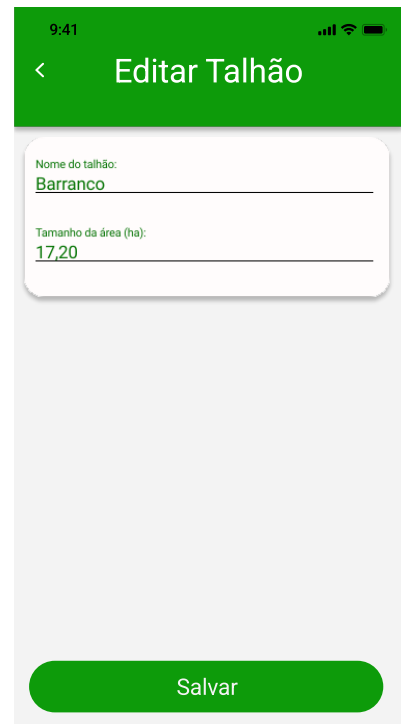 9:41
Editar Talhão
Nome do talhão:
Barranco
Tamanho da área (ha):
17,20
Salvar